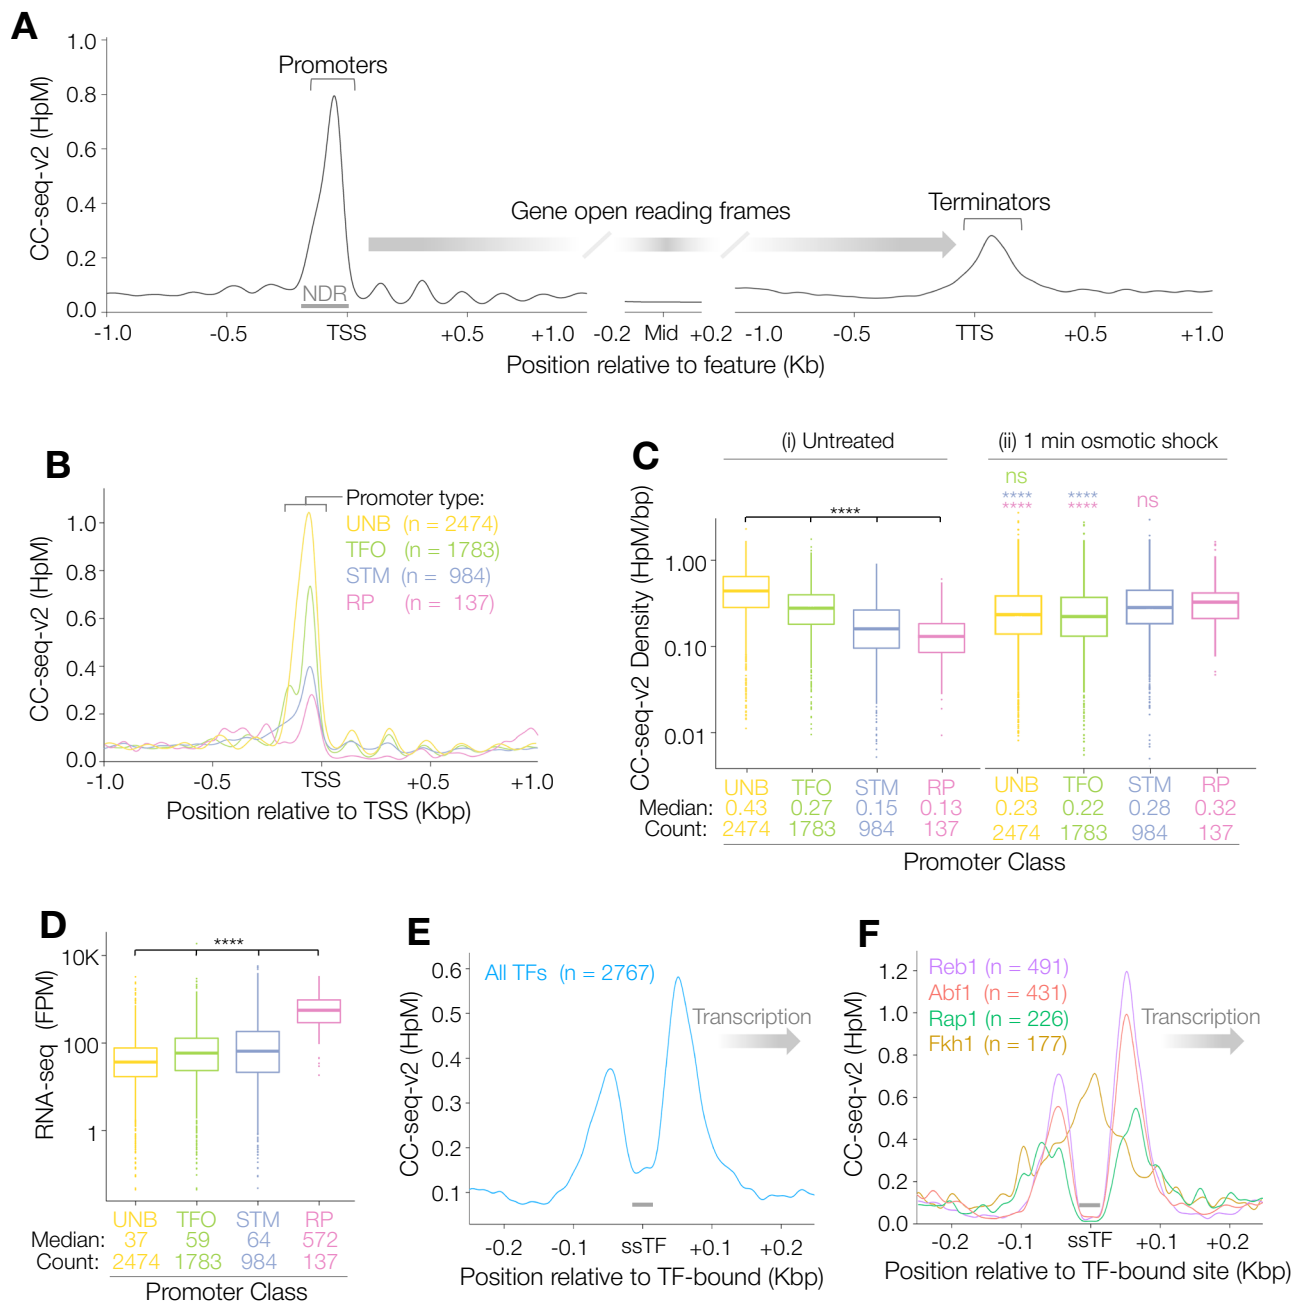 A
CC-seq-v2 (HpM)
1.0
0.8
0.6
0.4
0.2
0.0
Promoters
Gene open reading frames
Terminators
NDR
-1.0 -0.5 TSS +0.5 +1.0 -0.2 Mid +0.2 -1.0 -0.5 TTS +0.5 +1.0
Position relative to feature (Kb)
B
CC-seq-v2 (HpM)
1.0
0.8
0.6
0.4
0.2
0.0
Promoter type:
UNB (n = 2474)
TFO (n = 1783)
STM (n = 984)
RP (n = 137)
-1.0 -0.5 TSS +0.5 +1.0
Position relative to TSS (Kbp)
C
(i) Untreated (ii) 1 min osmotic shock
CC-seq-v2 Density (HpM/bp)
1.00
0.10
0.01
****
ns
**** ****
**** **** ns
UNB TFO STM RP UNB TFO STM RP
Median: 0.43 0.27 0.15 0.13 0.23 0.22 0.28 0.32
Count: 2474 1783 984 137 2474 1783 984 137
Promoter Class
D
RNA-seq (FPM)
10K
100
1
****
UNB TFO STM RP
Median: 37 59 64 572
Count: 2474 1783 984 137
Promoter Class
E
CC-seq-v2 (HpM)
0.6
0.5
0.4
0.3
0.2
0.1
All TFs (n = 2767)
Transcription
-0.2 -0.1 ssTF +0.1 +0.2
Position relative to TF-bound (Kbp)
F
CC-seq-v2 (HpM)
1.2
1.0
0.8
0.6
0.4
0.2
0.0
Reb1 (n = 491)
Abf1 (n = 431)
Rap1 (n = 226)
Fkh1 (n = 177)
Transcription
-0.2 -0.1 ssTF +0.1 +0.2
Position relative to TF-bound site (Kbp)